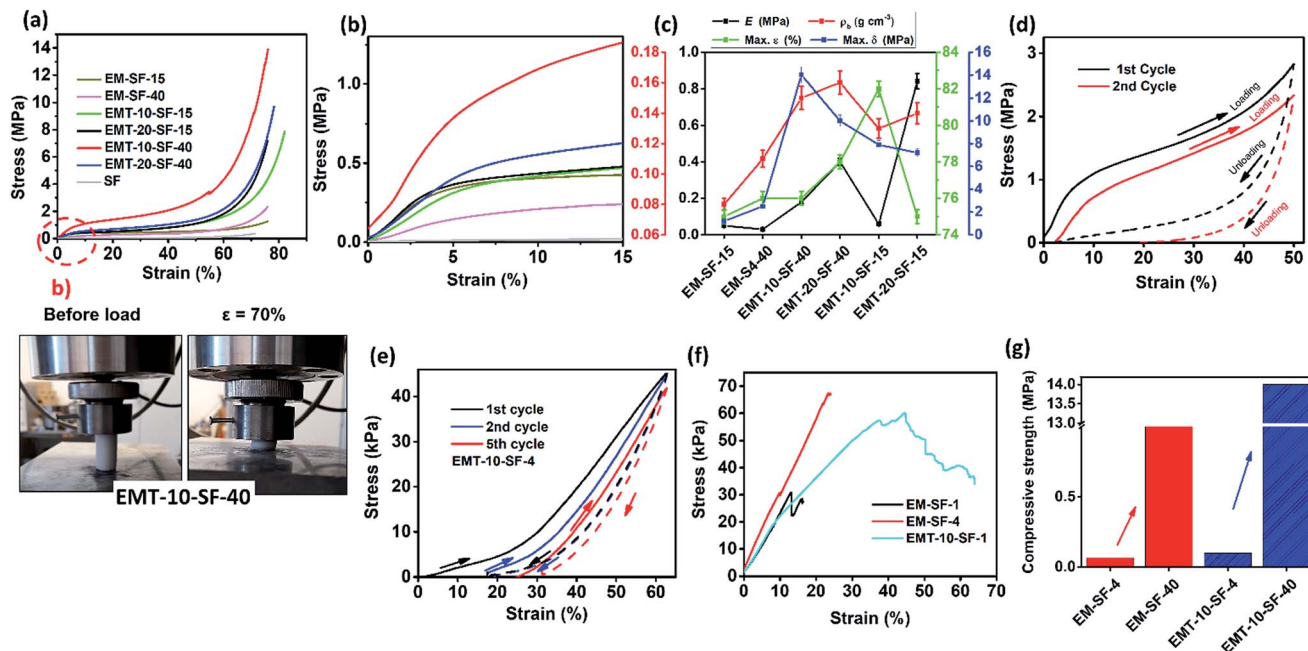 (a)
Stress (MPa)
14
12
10
8
6
4
2
0
EM-SF-15
EM-SF-40
EMT-10-SF-15
EMT-20-SF-15
EMT-10-SF-40
EMT-20-SF-40
SF
0 20 40 60 80
Strain (%)
b)
(b)
Stress (MPa)
1.0
0.5
0.0
0 5 10 15
Strain (%)
0.18
0.16
0.14
0.12
0.10
0.08
0.06
(c)
E (MPa) ρb (g cm-3)
Max. ε (%) Max. δ (MPa)
1.0
0.8
0.6
0.4
0.2
0.0
84
82
80
78
76
74
16
14
12
10
8
6
4
2
0
EM-SF-15
EM-S4-40
EMT-10-SF-40
EMT-20-SF-40
EMT-10-SF-15
EMT-20-SF-15
(d)
Stress (MPa)
3
2
1
0
1st Cycle
2nd Cycle
Loading
Loading
Unloading
Unloading
0 10 20 30 40 50
Strain (%)
Before load ε = 70%
EMT-10-SF-40
(e)
Stress (kPa)
40
30
20
10
0
1st cycle
2nd cycle
5th cycle
EMT-10-SF-4
0 10 20 30 40 50 60
Strain (%)
(f)
Stress (kPa)
70
60
50
40
30
20
10
0
EM-SF-1
EM-SF-4
EMT-10-SF-1
0 10 20 30 40 50 60 70
Strain (%)
(g)
Compressive strength (MPa)
14.0
13.5
13.0
0.5
0.0
EM-SF-4
EM-SF-40
EMT-10-SF-4
EMT-10-SF-40